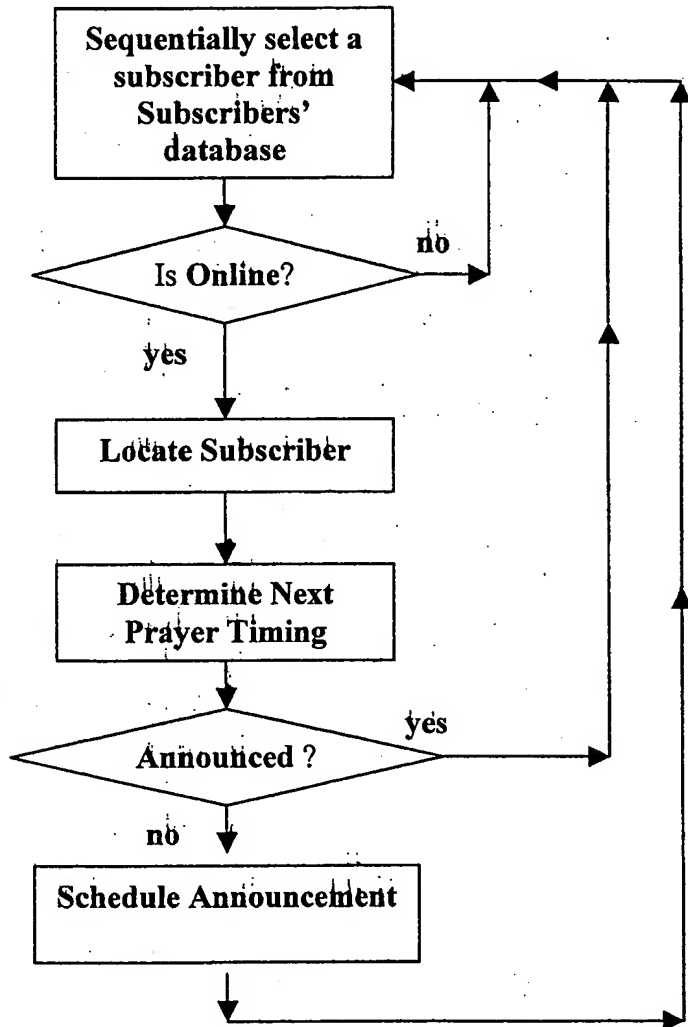 Sequentially select a
subscriber from
Subscribers’
database
no
Is Online?
yes
Locate Subscriber
Determine Next
Prayer Timing
yes
Announced ?
no
Schedule Announcement